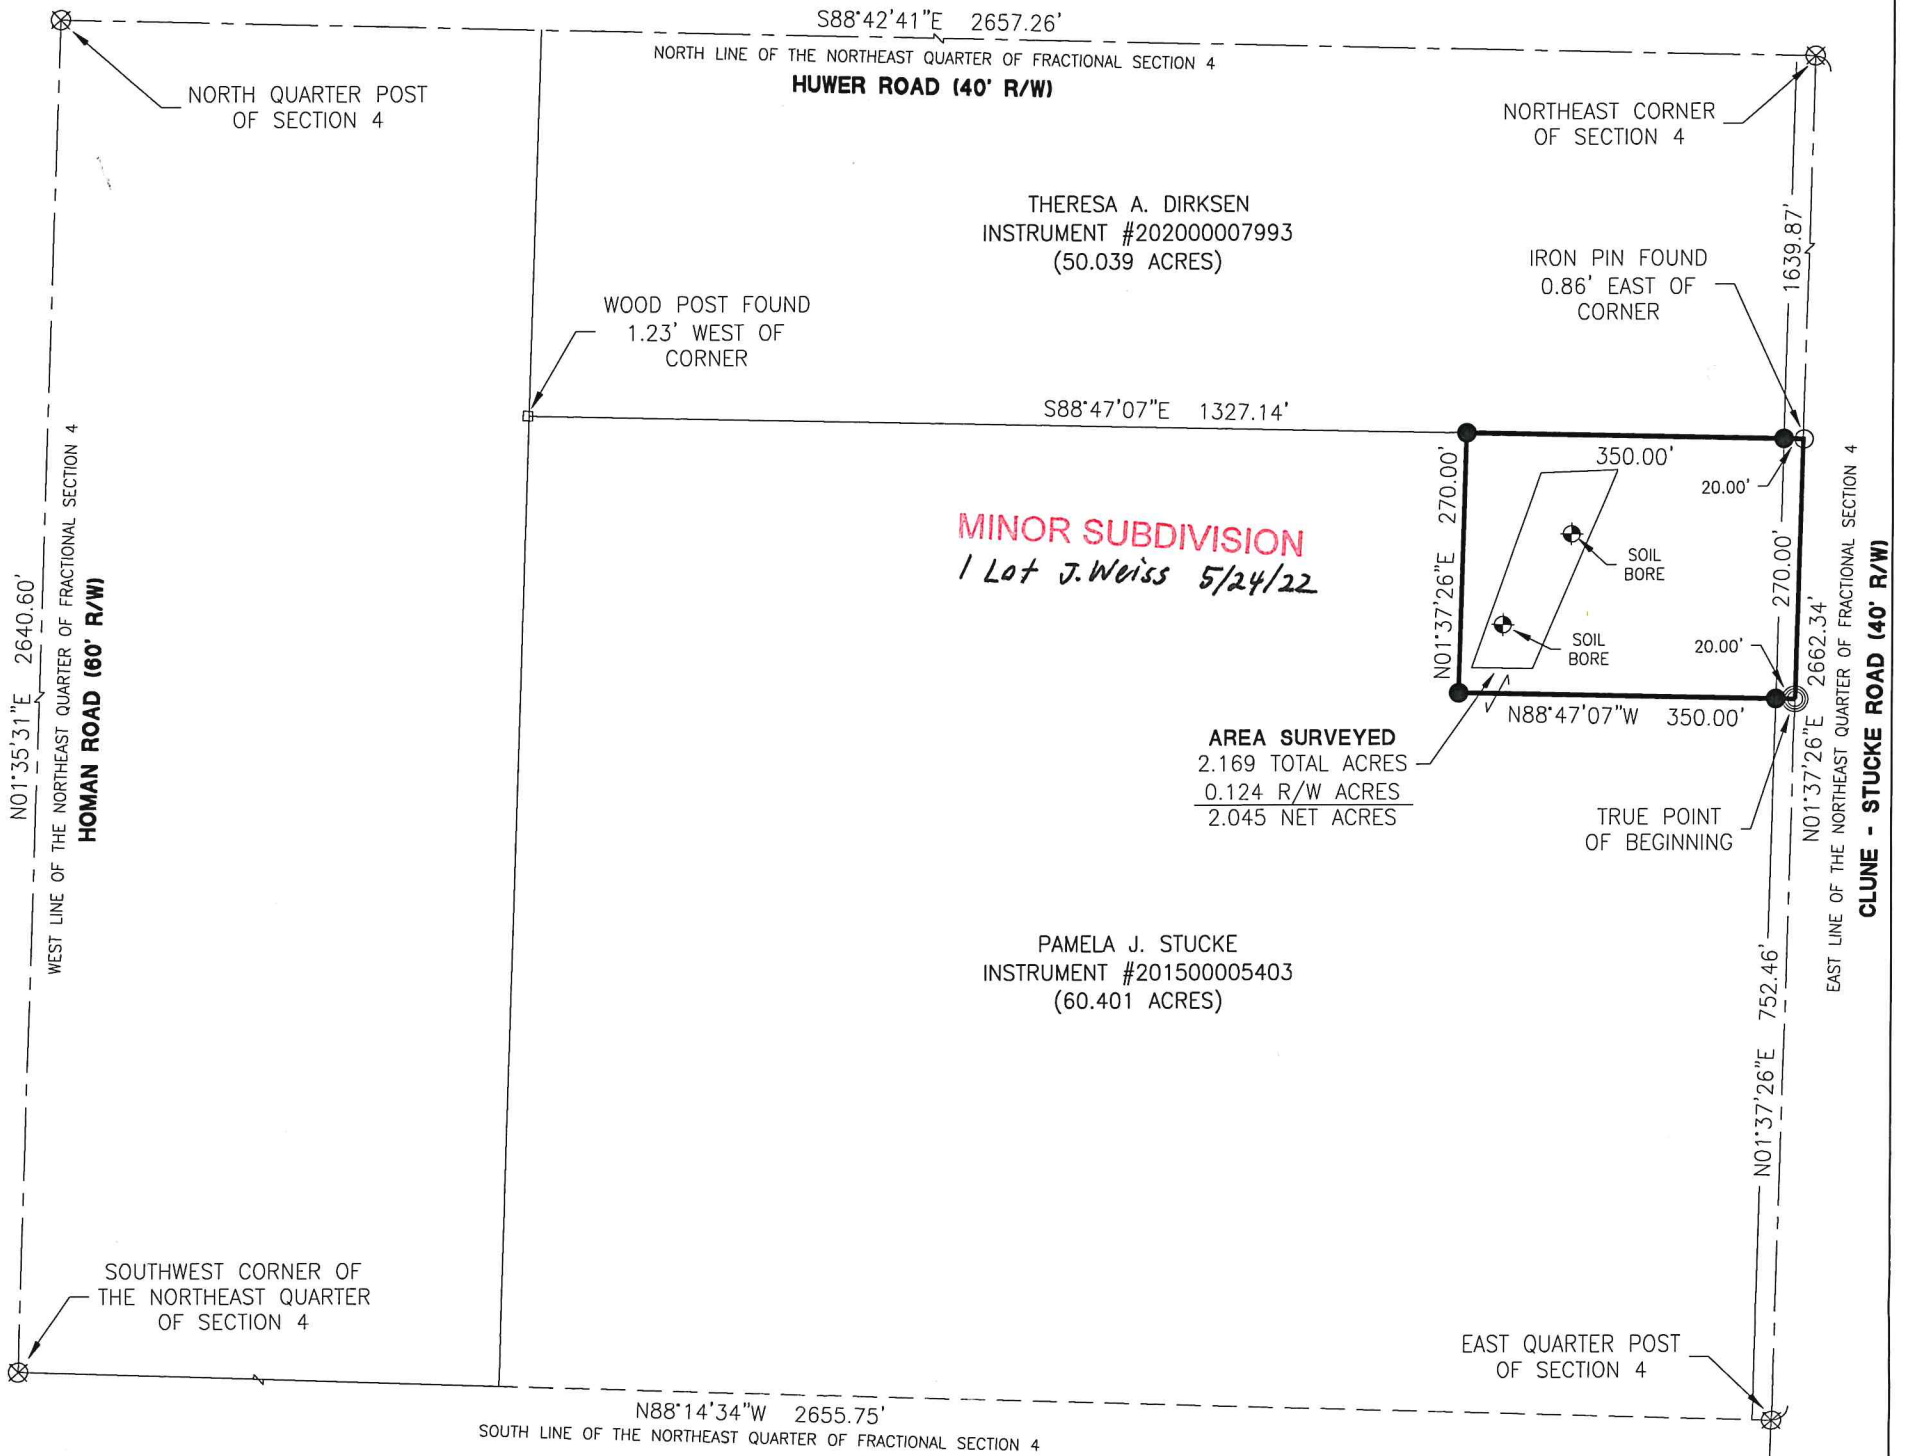 S88°42'41"E 2657.26'
NORTH LINE OF THE NORTHEAST QUARTER OF FRACTIONAL SECTION 4
HUWER ROAD (40' R/W)
NORTH QUARTER POST
OF SECTION 4
NORTHEAST CORNER
OF SECTION 4
THERESA A. DIRKSEN
INSTRUMENT #202000007993
(50.039 ACRES)
1639.87'
IRON PIN FOUND
0.86' EAST OF
CORNER
WOOD POST FOUND
1.23' WEST OF
CORNER
S88°47'07"E 1327.14'
350.00'
20.00'
N01°37'26"E 270.00'
270.00'
SOIL
BORE
SOIL
BORE
20.00'
MINOR SUBDIVISION
1 Lot J. Weiss 5/24/22
N88°47'07"W 350.00'
AREA SURVEYED
2.169 TOTAL ACRES
0.124 R/W ACRES
2.045 NET ACRES
TRUE POINT
OF BEGINNING
N01°37'26"E 2662.34'
EAST LINE OF THE NORTHEAST QUARTER OF FRACTIONAL SECTION 4
CLUNE - STUCKE ROAD (40' R/W)
N01°35'31"E 2640.60'
WEST LINE OF THE NORTHEAST QUARTER OF FRACTIONAL SECTION 4
HOMAN ROAD (60' R/W)
PAMELA J. STUCKE
INSTRUMENT #201500005403
(60.401 ACRES)
N01°37'26"E 752.46'
SOUTHWEST CORNER OF
THE NORTHEAST QUARTER
OF SECTION 4
EAST QUARTER POST
OF SECTION 4
N88°14'34"W 2655.75'
SOUTH LINE OF THE NORTHEAST QUARTER OF FRACTIONAL SECTION 4